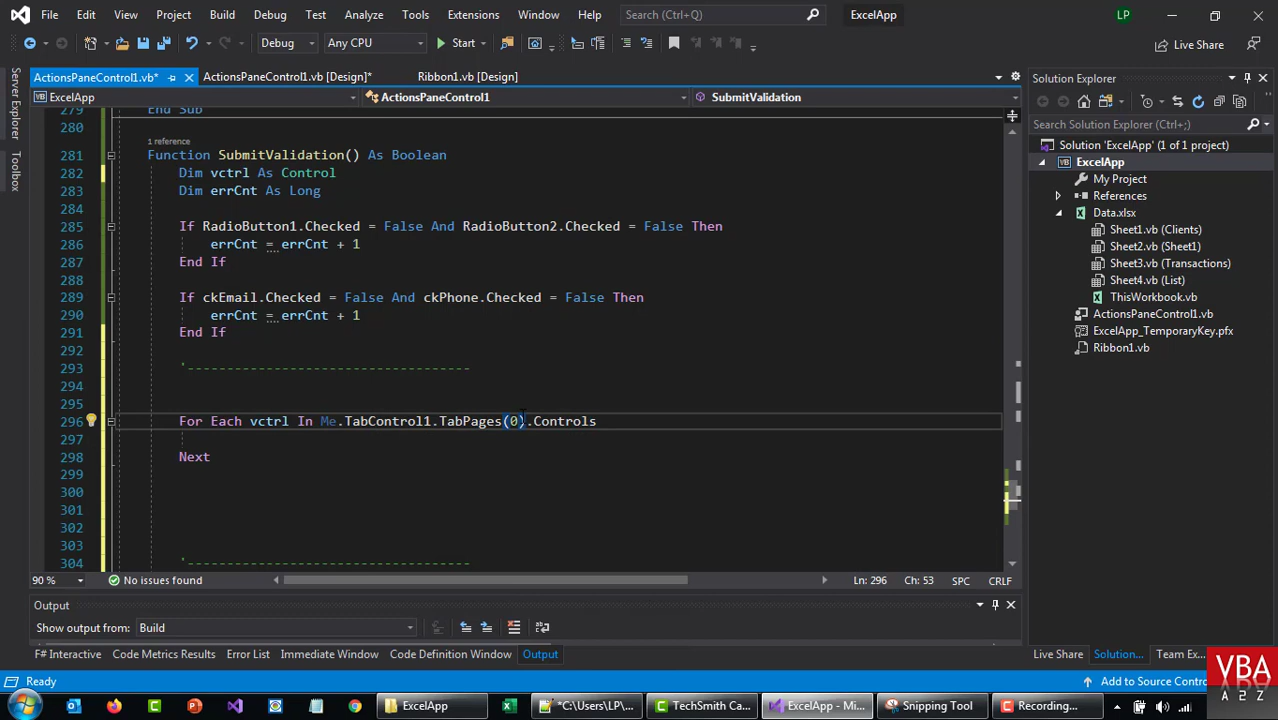 File Edit View Project Build Debug Test Analyze Tools Extensions Window Help Search (Ctrl+Q) ExcelApp LP
Debug Any CPU Start Live Share
ActionsPaneControl1.vb* ActionsPaneControl1.vb [Design]* Ribbon1.vb [Design] Solution Explorer
ExcelApp ActionsPaneControl1 SubmitValidation
Server Explorer
Toolbox
279 End Sub
280
1 reference
281 Function SubmitValidation() As Boolean
282 Dim vctrl As Control
283 Dim errCnt As Long
284
285 If RadioButton1.Checked = False And RadioButton2.Checked = False Then
286 errCnt = errCnt + 1
287 End If
288
289 If ckEmail.Checked = False And ckPhone.Checked = False Then
290 errCnt = errCnt + 1
291 End If
292
293 '------------------------------------
294
295
296 For Each vctrl In Me.TabControl1.TabPages(0).Controls
297
298 Next
299
300
301
302
303
304 '------------------------------------
Search Solution Explorer (Ctrl+;)
Solution 'ExcelApp' (1 of 1 project)
ExcelApp
My Project
References
Data.xlsx
Sheet1.vb (Clients)
Sheet2.vb (Sheet1)
Sheet3.vb (Transactions)
Sheet4.vb (List)
ThisWorkbook.vb
ActionsPaneControl1.vb
ExcelApp_TemporaryKey.pfx
Ribbon1.vb
90 % No issues found Ln: 296 Ch: 53 SPC CRLF
Output
Show output from: Build
F# Interactive Code Metrics Results Error List Immediate Window Code Definition Window Output Live Share Solution... Team Ex...
Ready Add to Source Contro
VBA
A 2 Z
ExcelApp *C:\Users\LP\... TechSmith Ca... ExcelApp - Mi... Snipping Tool Recording...